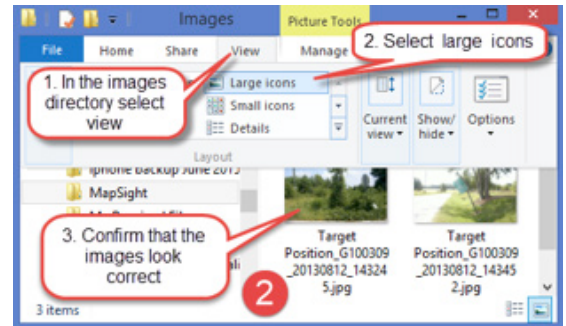 Images
Picture Tools
File
Home
Share
View
Manage
2. Select large icons
1. In the images
directory select
view
Large icons
Small icons
Details
Layout
Current
view
Show/
hide
Options
Iphone backup June 2013
MapSight
3. Confirm that the
images look
correct
Target
Position_G100309
_20130812_14324
5.jpg
Target
Position_G100309
_20130812_14345
2.jpg
2
3 items